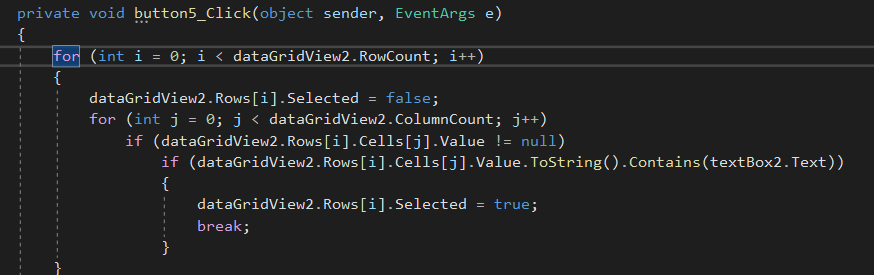 private void button5_Click(object sender, EventArgs e)
{
for (int i = 0; i < dataGridView2.RowCount; i++)
{
dataGridView2.Rows[i].Selected = false;
for (int j = 0; j < dataGridView2.ColumnCount; j++)
if (dataGridView2.Rows[i].Cells[j].Value != null)
if (dataGridView2.Rows[i].Cells[j].Value.ToString().Contains(textBox2.Text))
{
dataGridView2.Rows[i].Selected = true;
break;
}
}